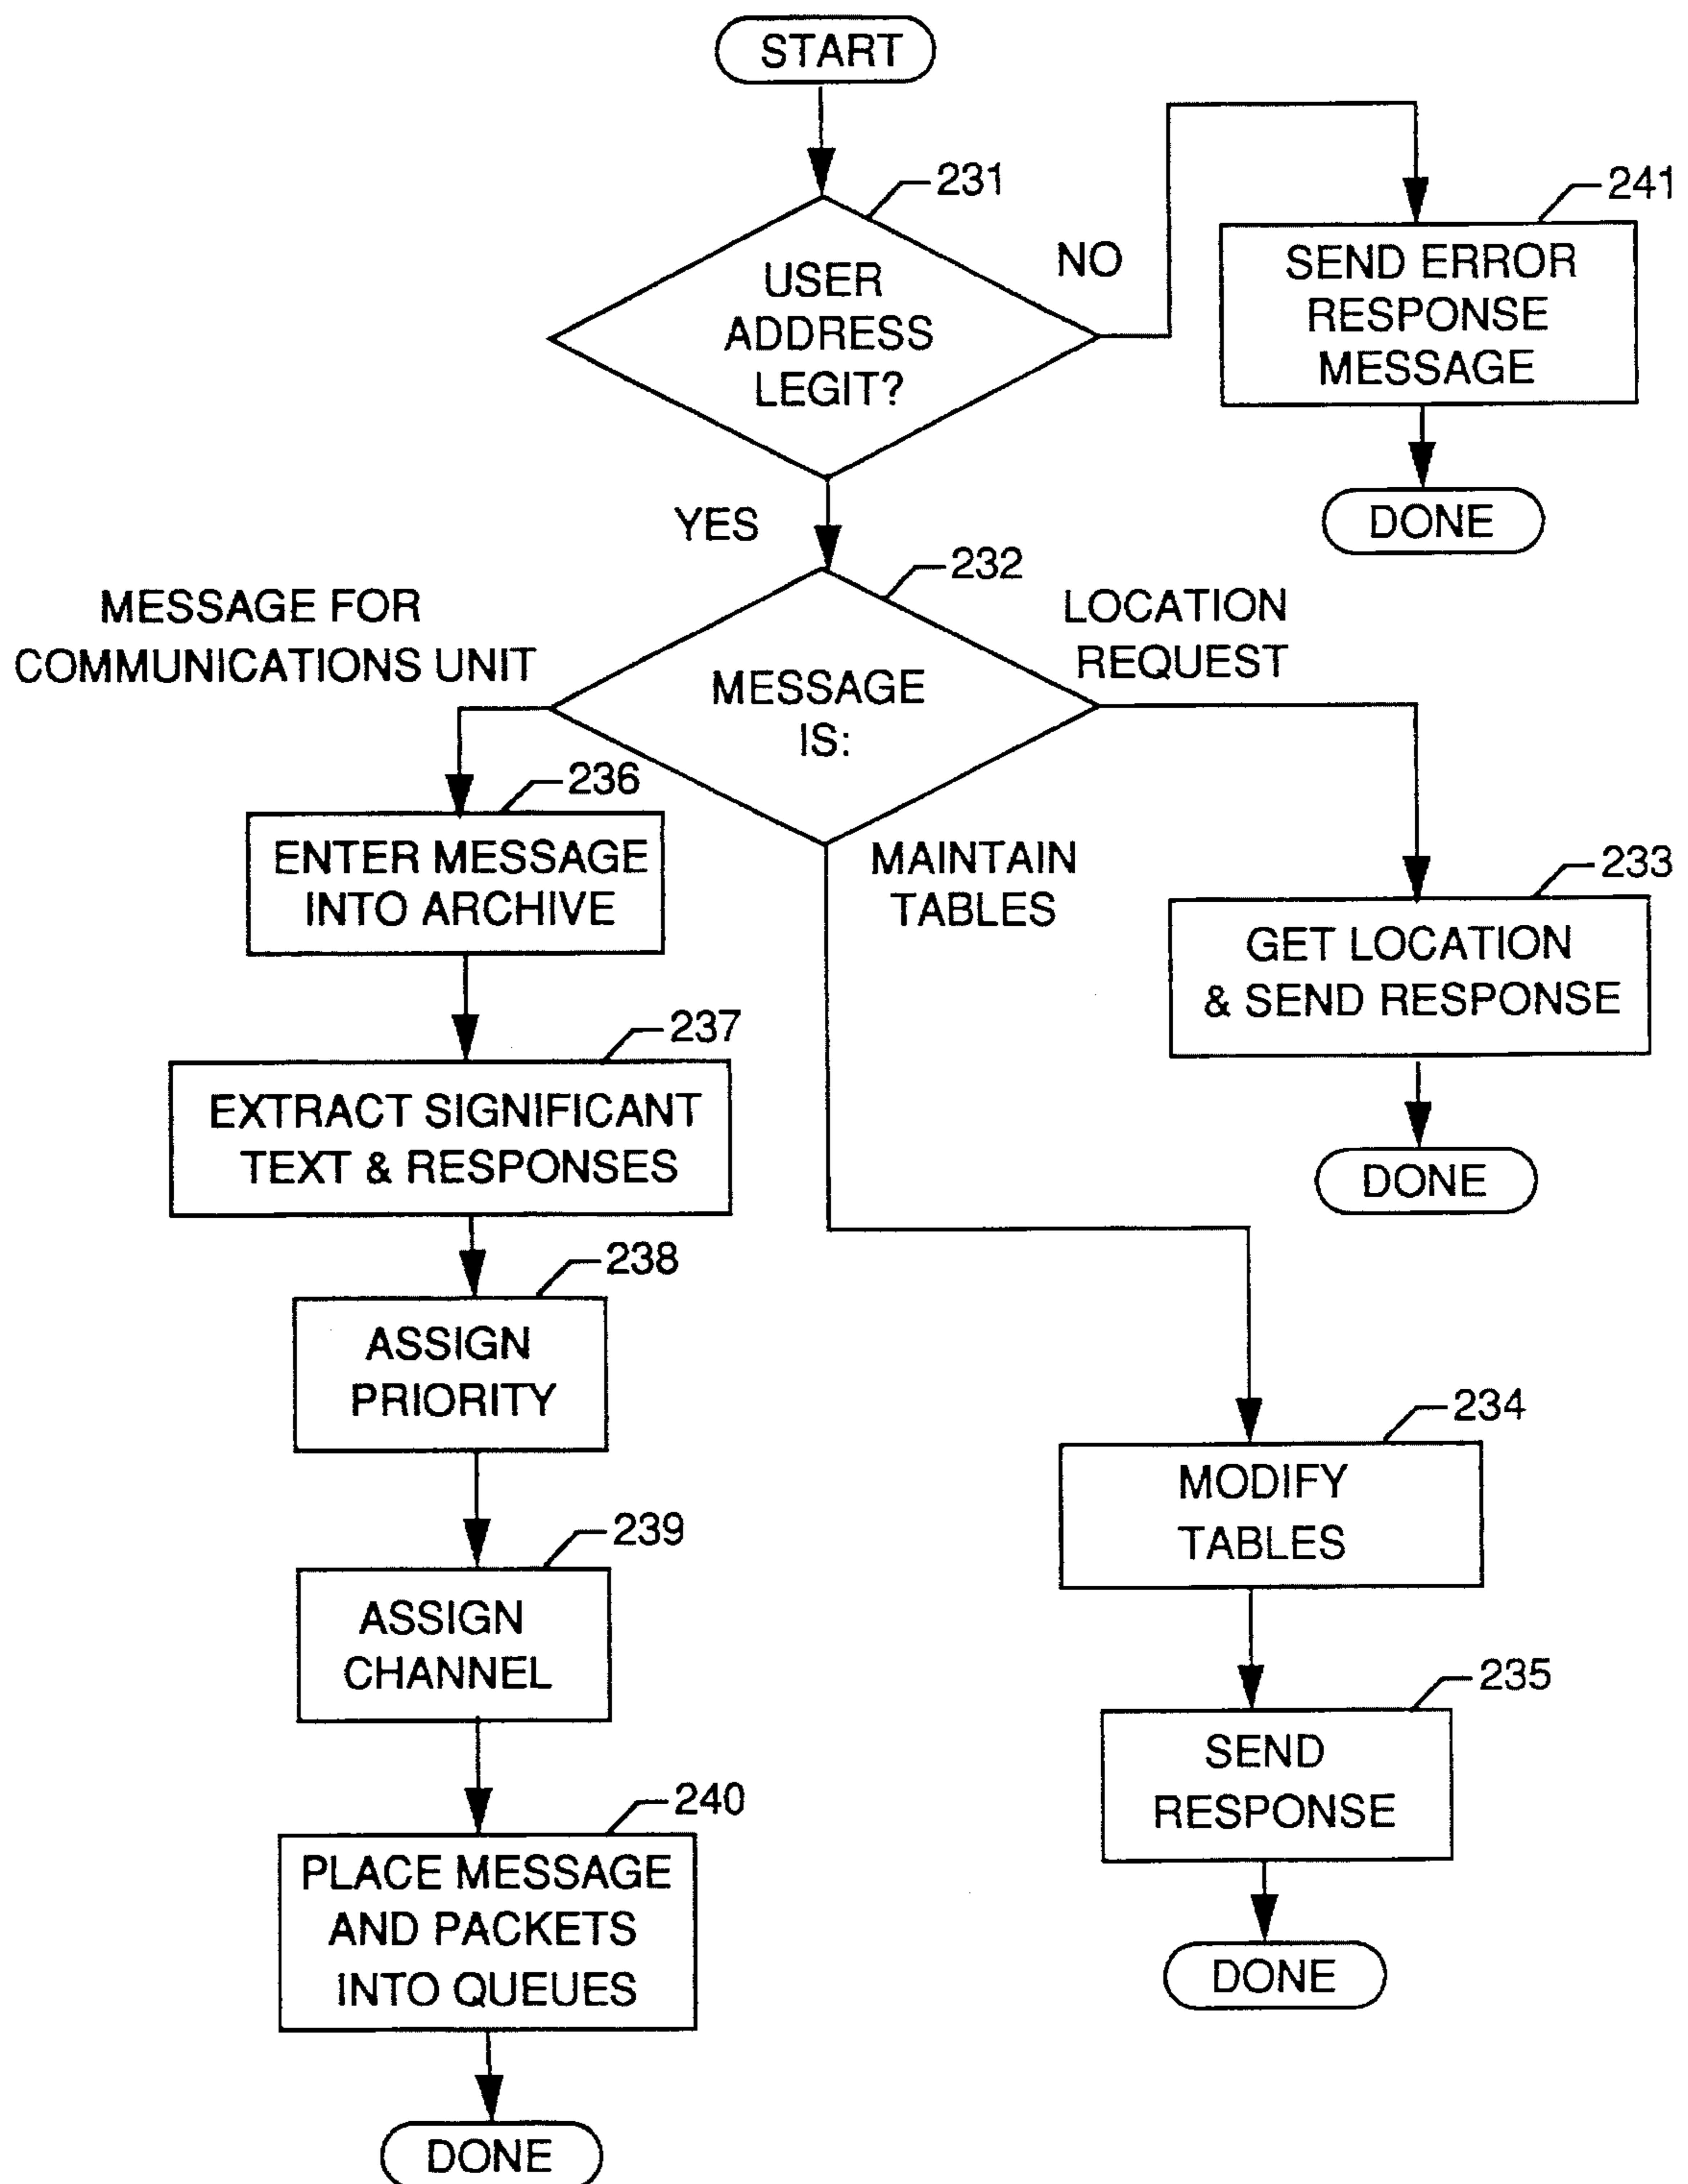 START
231
USER
ADDRESS
LEGIT?
NO
241
SEND ERROR
RESPONSE
MESSAGE
DONE
YES
232
MESSAGE
IS:
MESSAGE FOR
COMMUNICATIONS UNIT
LOCATION
REQUEST
MAINTAIN
TABLES
236
ENTER MESSAGE
INTO ARCHIVE
237
EXTRACT SIGNIFICANT
TEXT & RESPONSES
238
ASSIGN
PRIORITY
239
ASSIGN
CHANNEL
240
PLACE MESSAGE
AND PACKETS
INTO QUEUES
DONE
233
GET LOCATION
& SEND RESPONSE
DONE
234
MODIFY
TABLES
235
SEND
RESPONSE
DONE